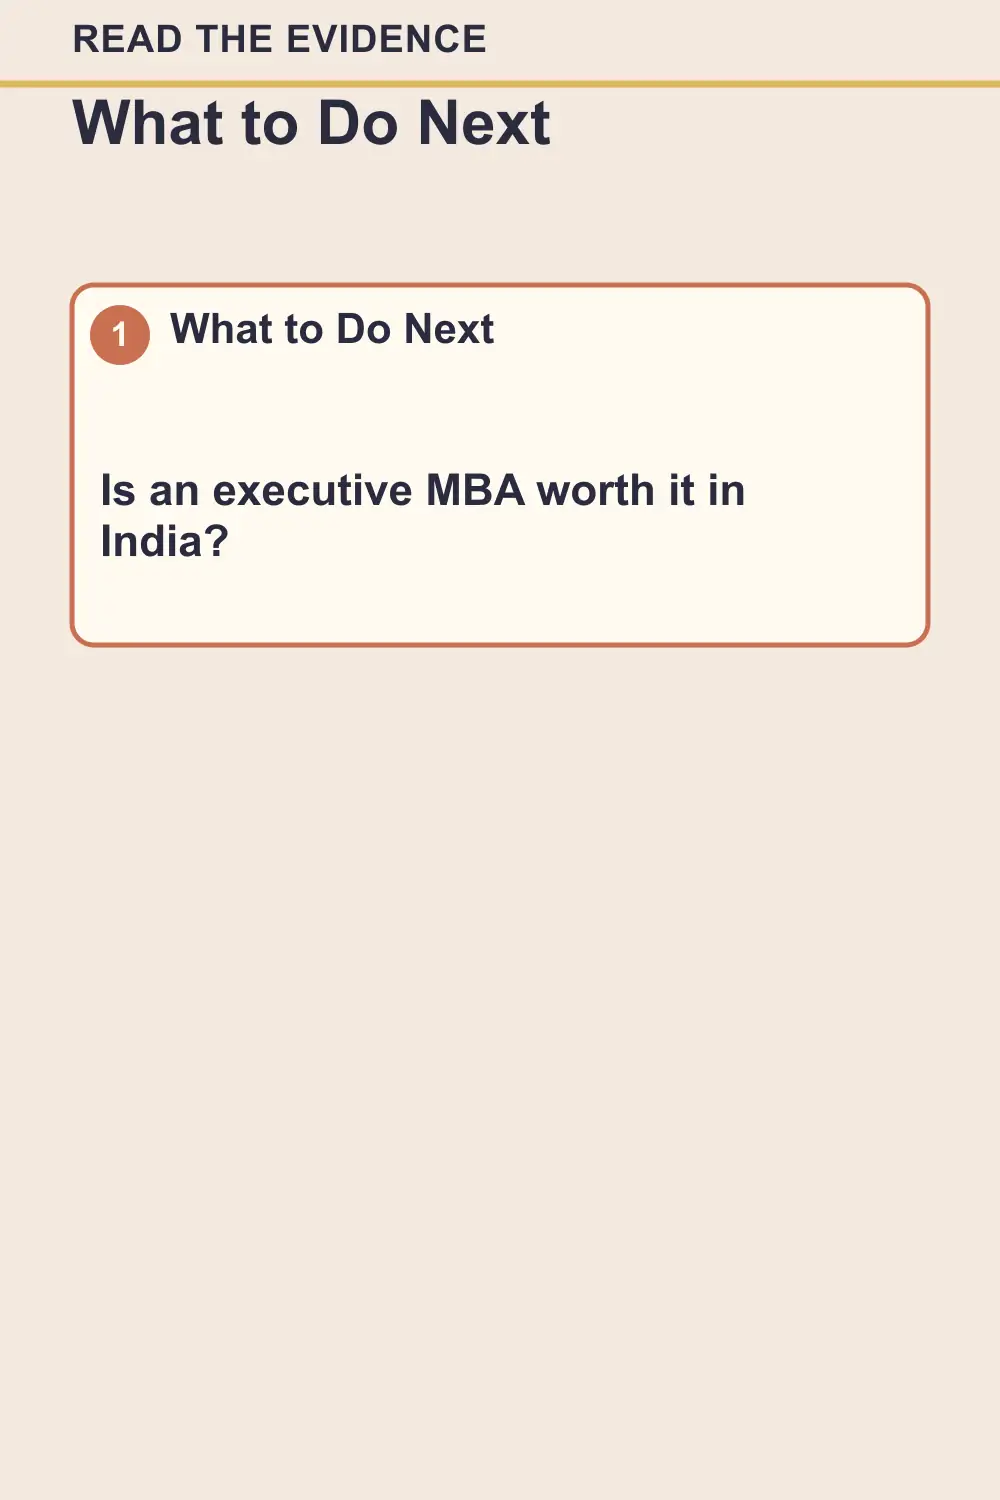 READ THE EVIDENCE
What to Do Next
1 What to Do Next
Is an executive MBA worth it in
India?